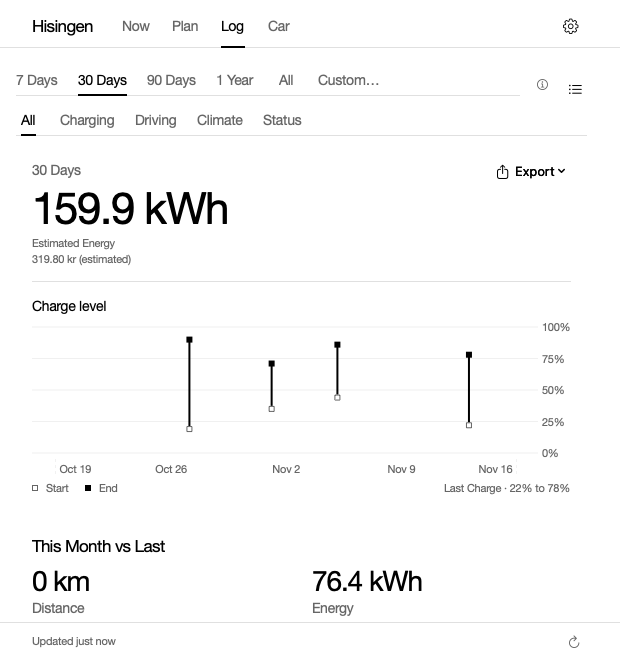 Hisingen Now Plan Log Car
7 Days 30 Days 90 Days 1 Year All Custom…
All Charging Driving Climate Status
30 Days
Export
159.9 kWh
Estimated Energy
319.80 kr (estimated)
Charge level
100%
75%
50%
25%
0%
Oct 19 Oct 26 Nov 2 Nov 9 Nov 16
Start End Last Charge · 22% to 78%
This Month vs Last
0 km 76.4 kWh
Distance Energy
Updated just now